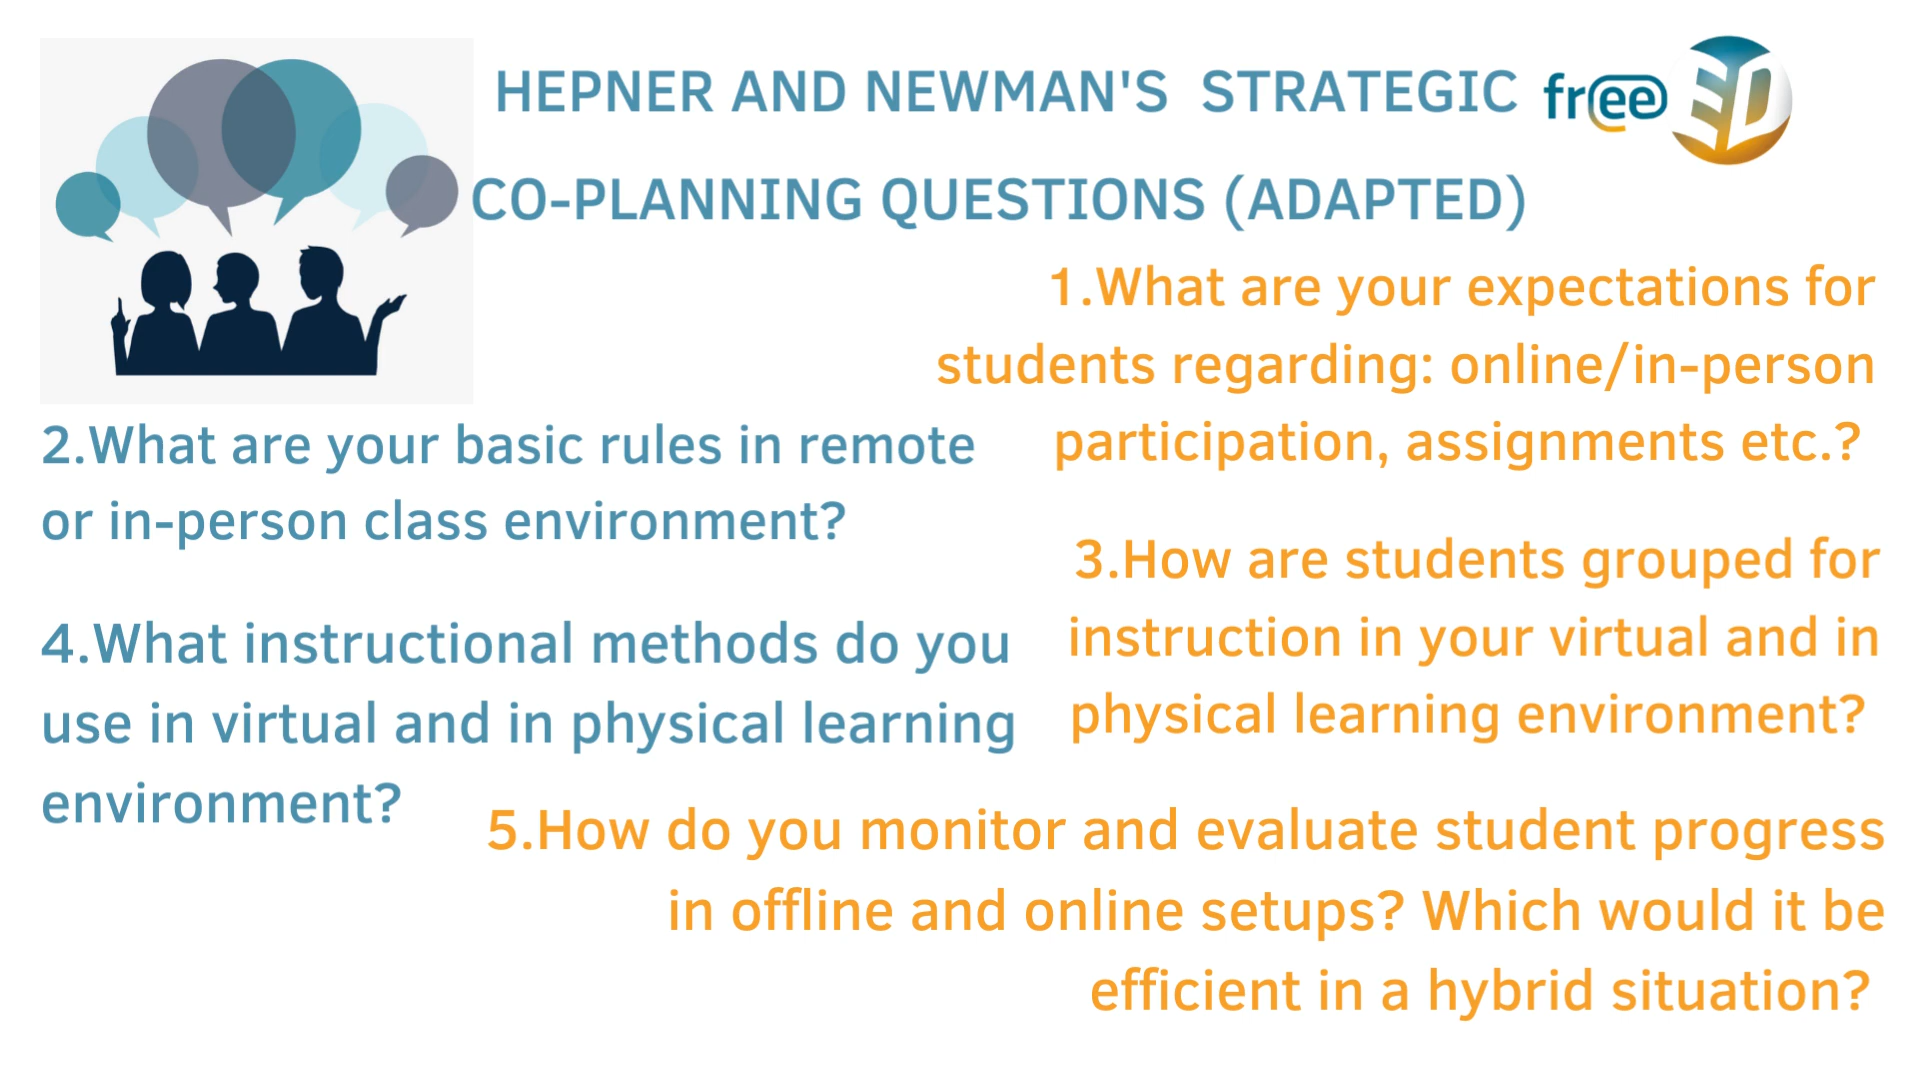 HEPNER AND NEWMAN'S STRATEGIC
CO-PLANNING QUESTIONS (ADAPTED)
fr@ee
3D
1.What are your expectations for
students regarding: online/in-person
participation, assignments etc.?
2.What are your basic rules in remote
or in-person class environment?
3.How are students grouped for
instruction in your virtual and in
physical learning environment?
4.What instructional methods do you
use in virtual and in physical learning
environment?
5.How do you monitor and evaluate student progress
in offline and online setups? Which would it be
efficient in a hybrid situation?